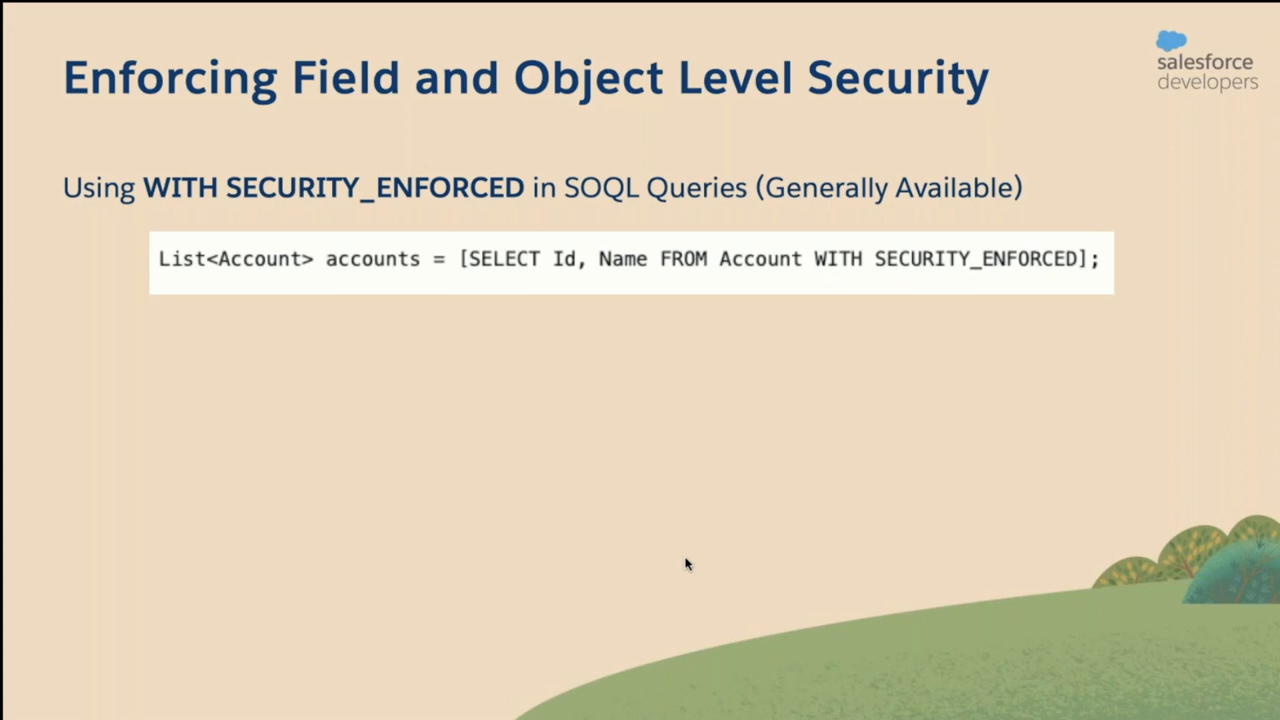 Enforcing Field and Object Level Security
salesforce
developers
Using WITH SECURITY_ENFORCED in SOQL Queries (Generally Available)
List<Account> accounts = [SELECT Id, Name FROM Account WITH SECURITY_ENFORCED];